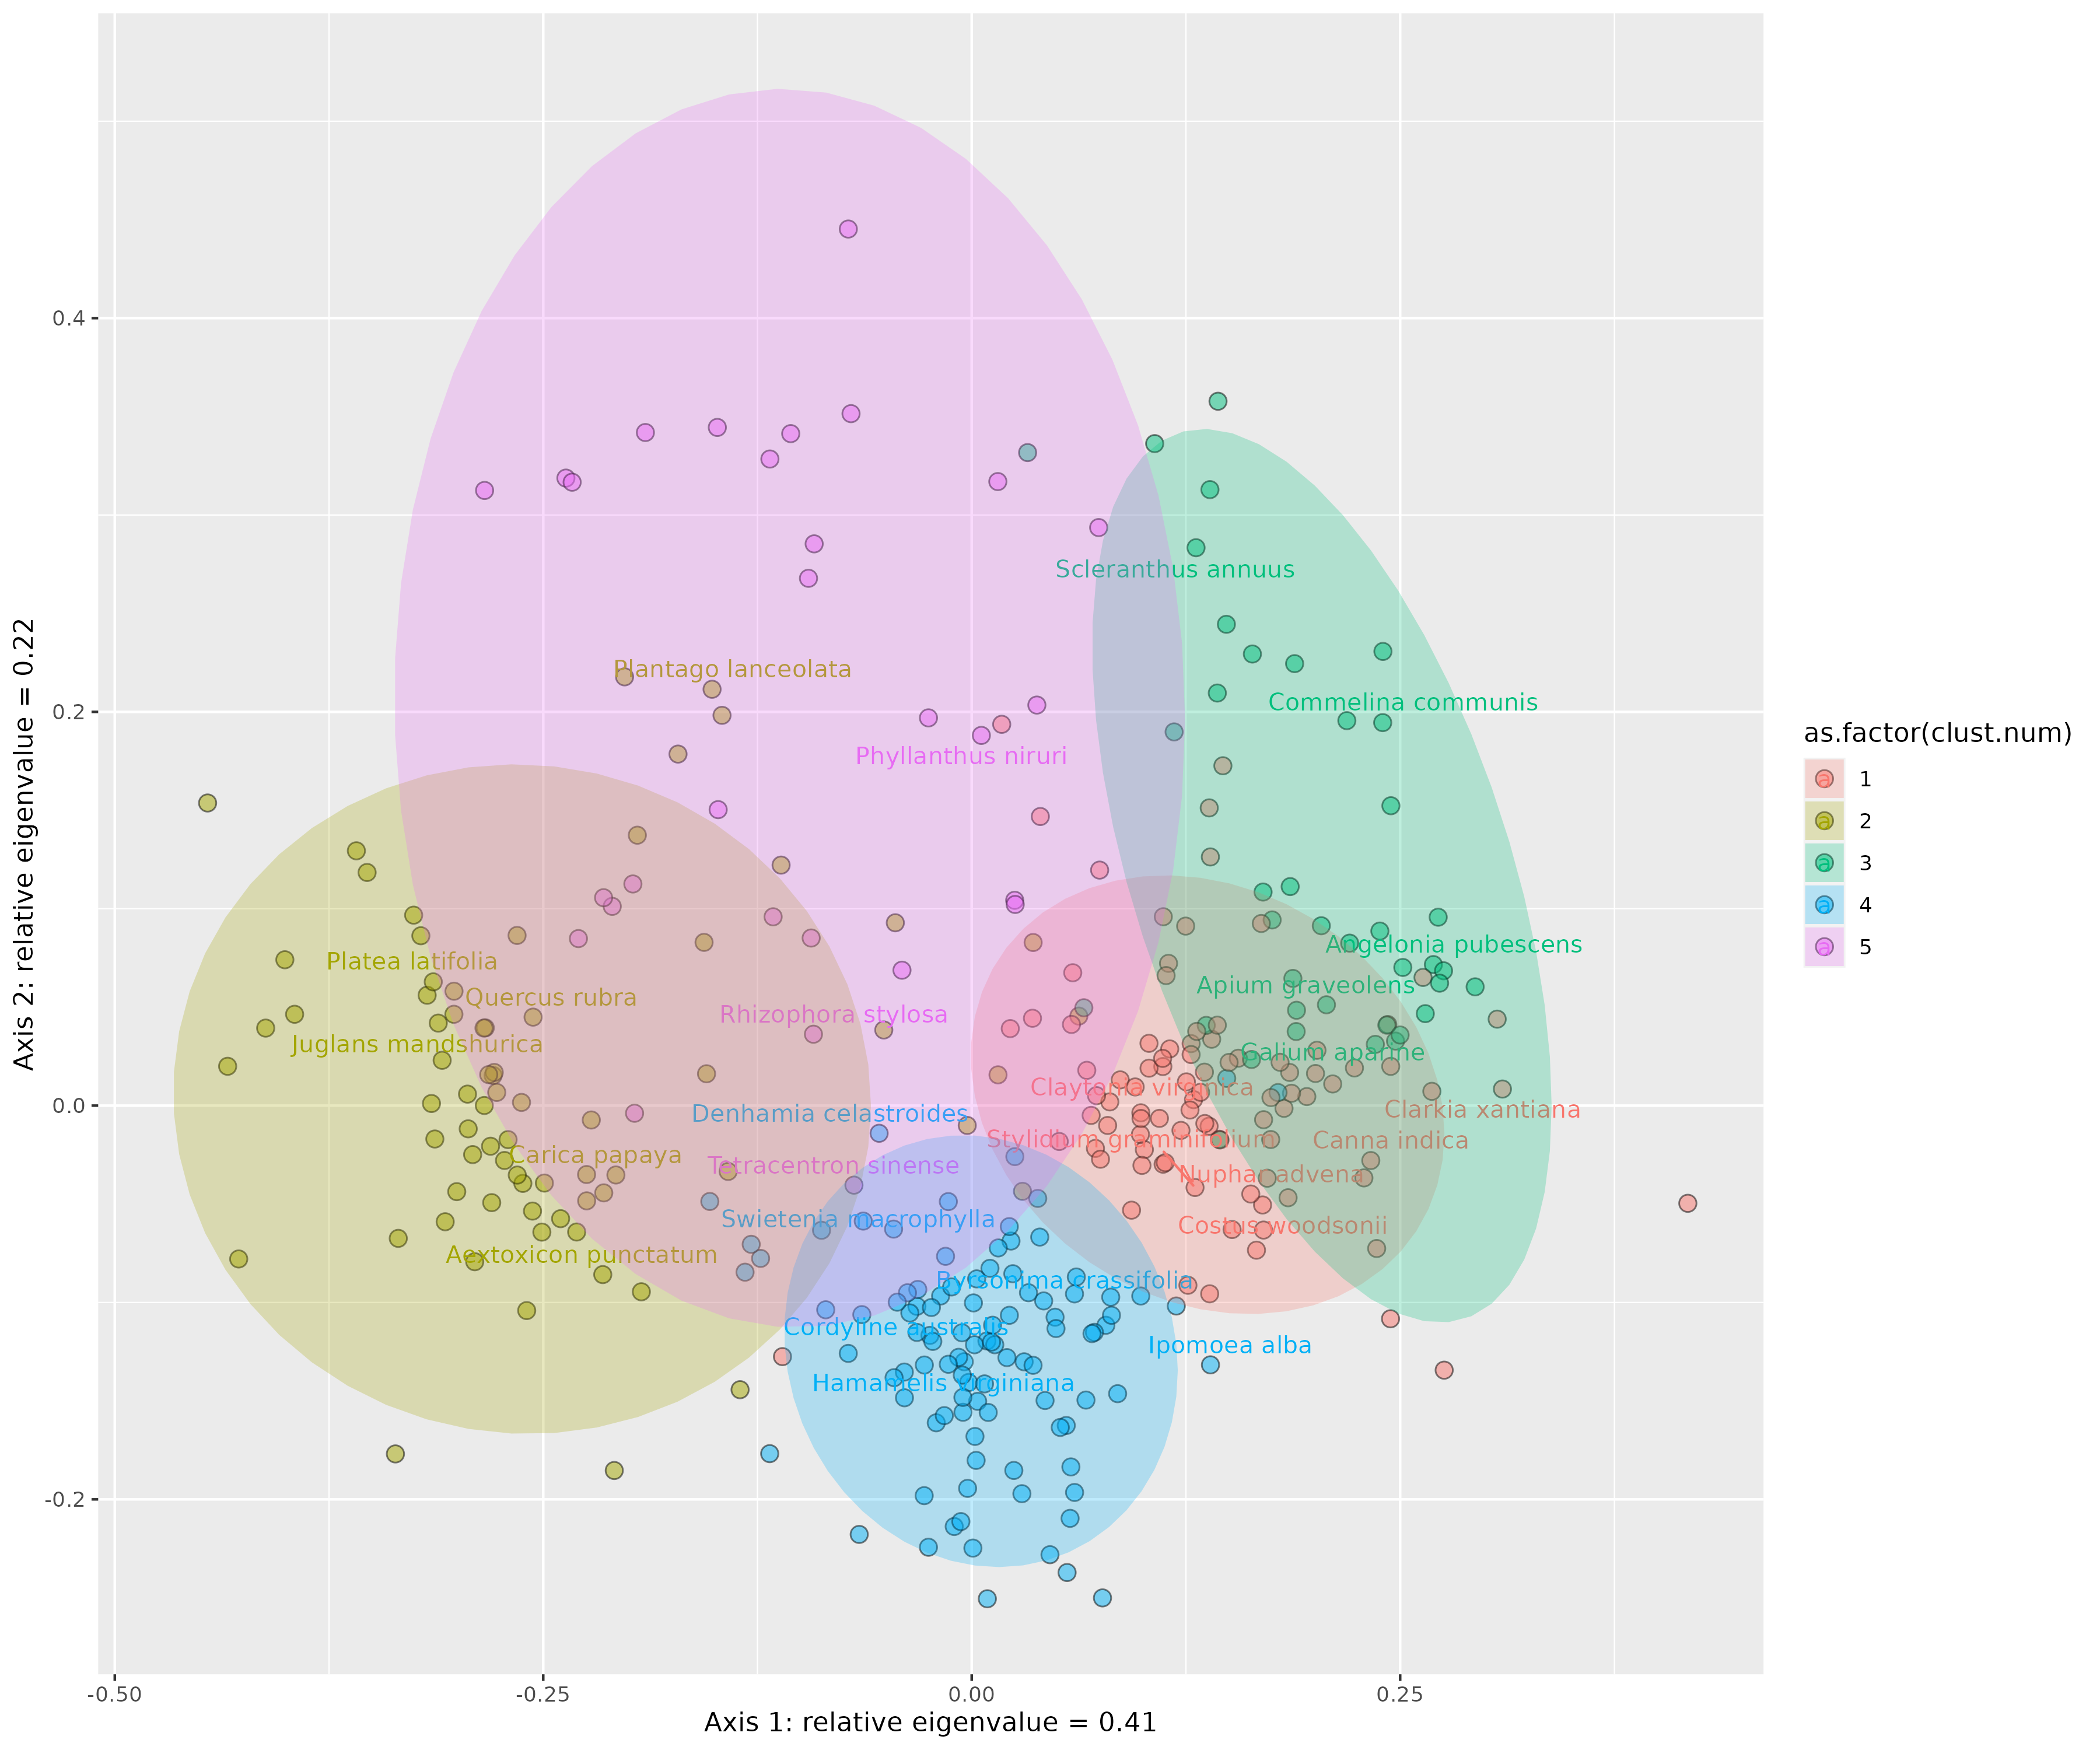 Axis 2: relative eigenvalue = 0.22
0.4
0.2
0.0
-0.2
Scleranthus annuus
Plantago lanceolata
Commelina communis
Phyllanthus niruri
Angelonia pubescens
Platea latifolia
Apium graveolens
Quercus rubra
Rhizophora stylosa
Juglans mandshurica
Galium aparine
Claytonia virginica
Denhamia celastroides
Clarkia xantiana
Stylidium graminifolium
Canna indica
Carica papaya
Tetracentron sinense
Nuphar advena
Swietenia macrophylla
Costus woodsonii
Aextoxicon punctatum
Byrsonima crassifolia
Cordyline australis
Ipomoea alba
Hamamelis virginiana
-0.50
-0.25
0.00
0.25
Axis 1: relative eigenvalue = 0.41
as.factor(clust.num)
1
2
3
4
5